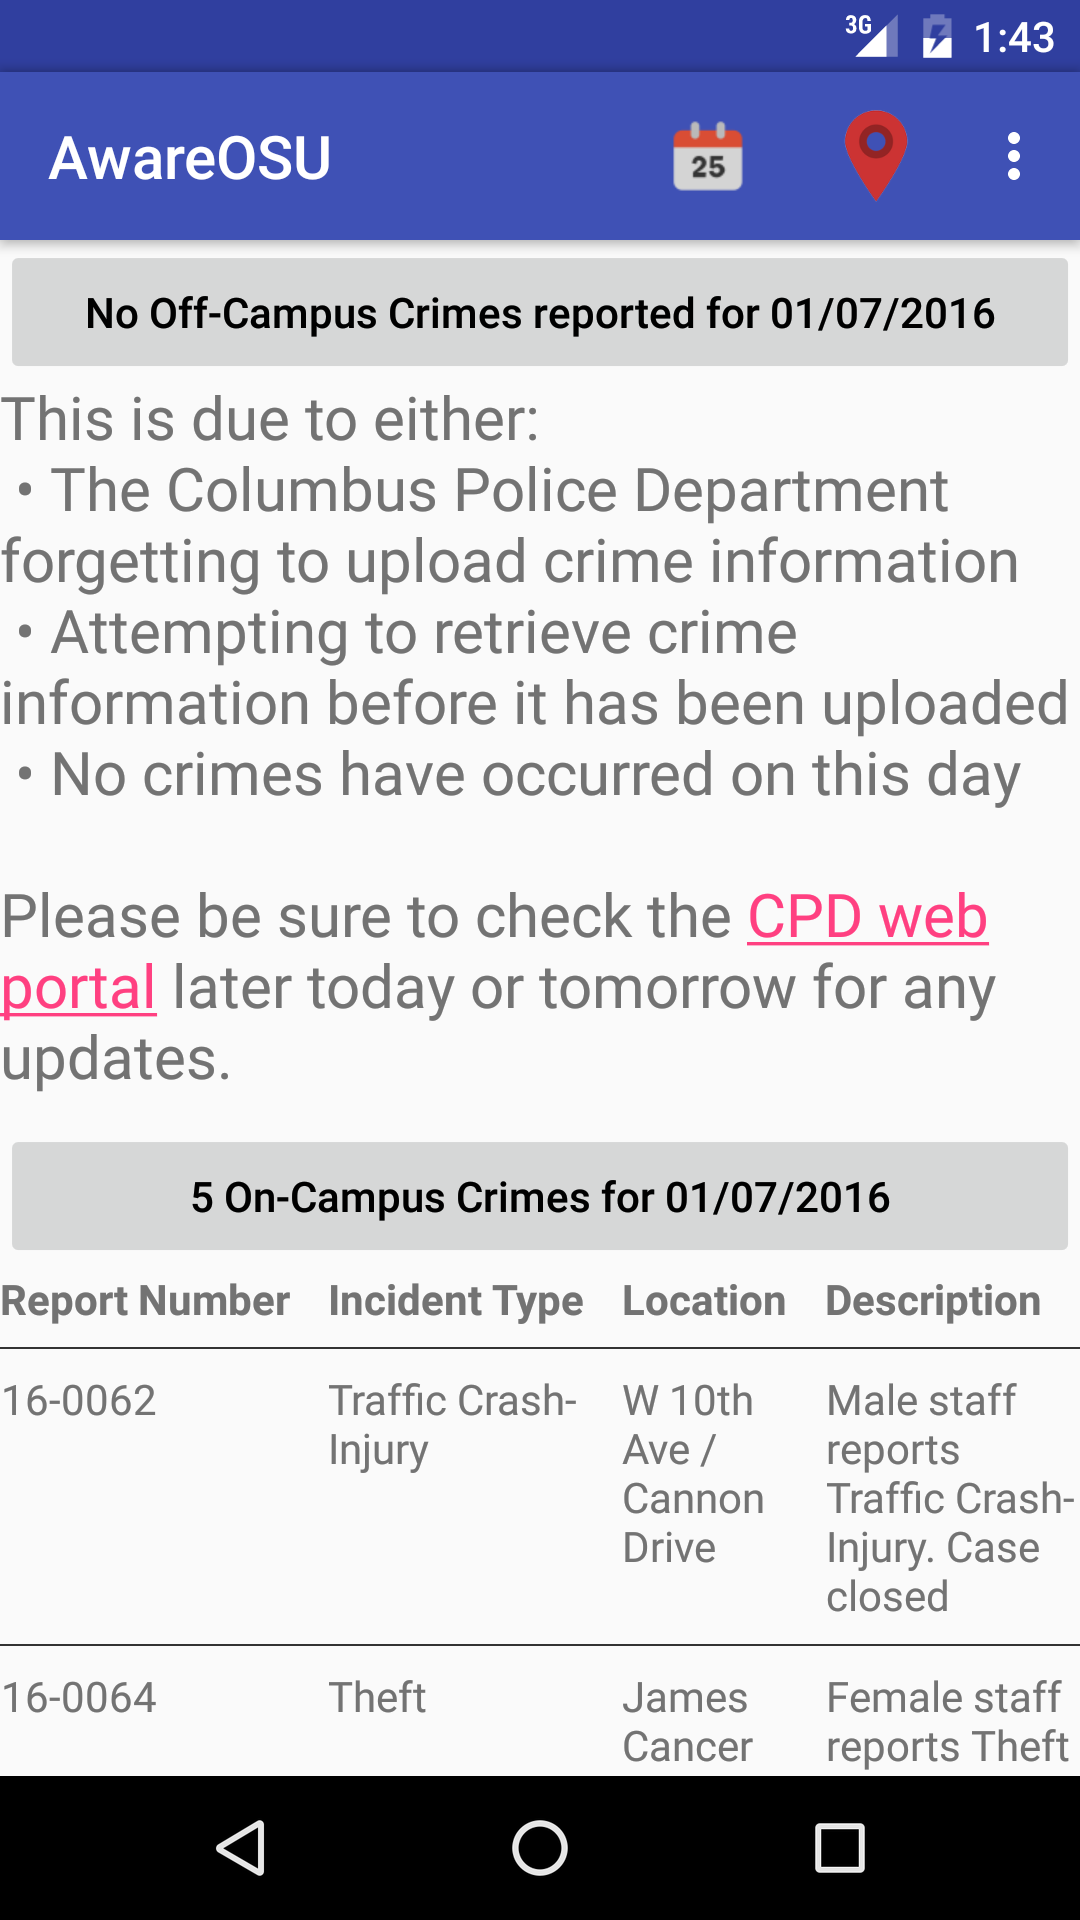 3G 1:43
AwareOSU 25
No Off-Campus Crimes reported for 01/07/2016
This is due to either:
• The Columbus Police Department
forgetting to upload crime information
• Attempting to retrieve crime
information before it has been uploaded
• No crimes have occurred on this day
Please be sure to check the CPD web
portal later today or tomorrow for any
updates.
5 On-Campus Crimes for 01/07/2016
Report Number Incident Type Location Description
16-0062 Traffic Crash- W 10th Male staff
Injury Ave / reports
Cannon Traffic Crash-
Drive Injury. Case
closed
16-0064 Theft James Female staff
Cancer reports Theft